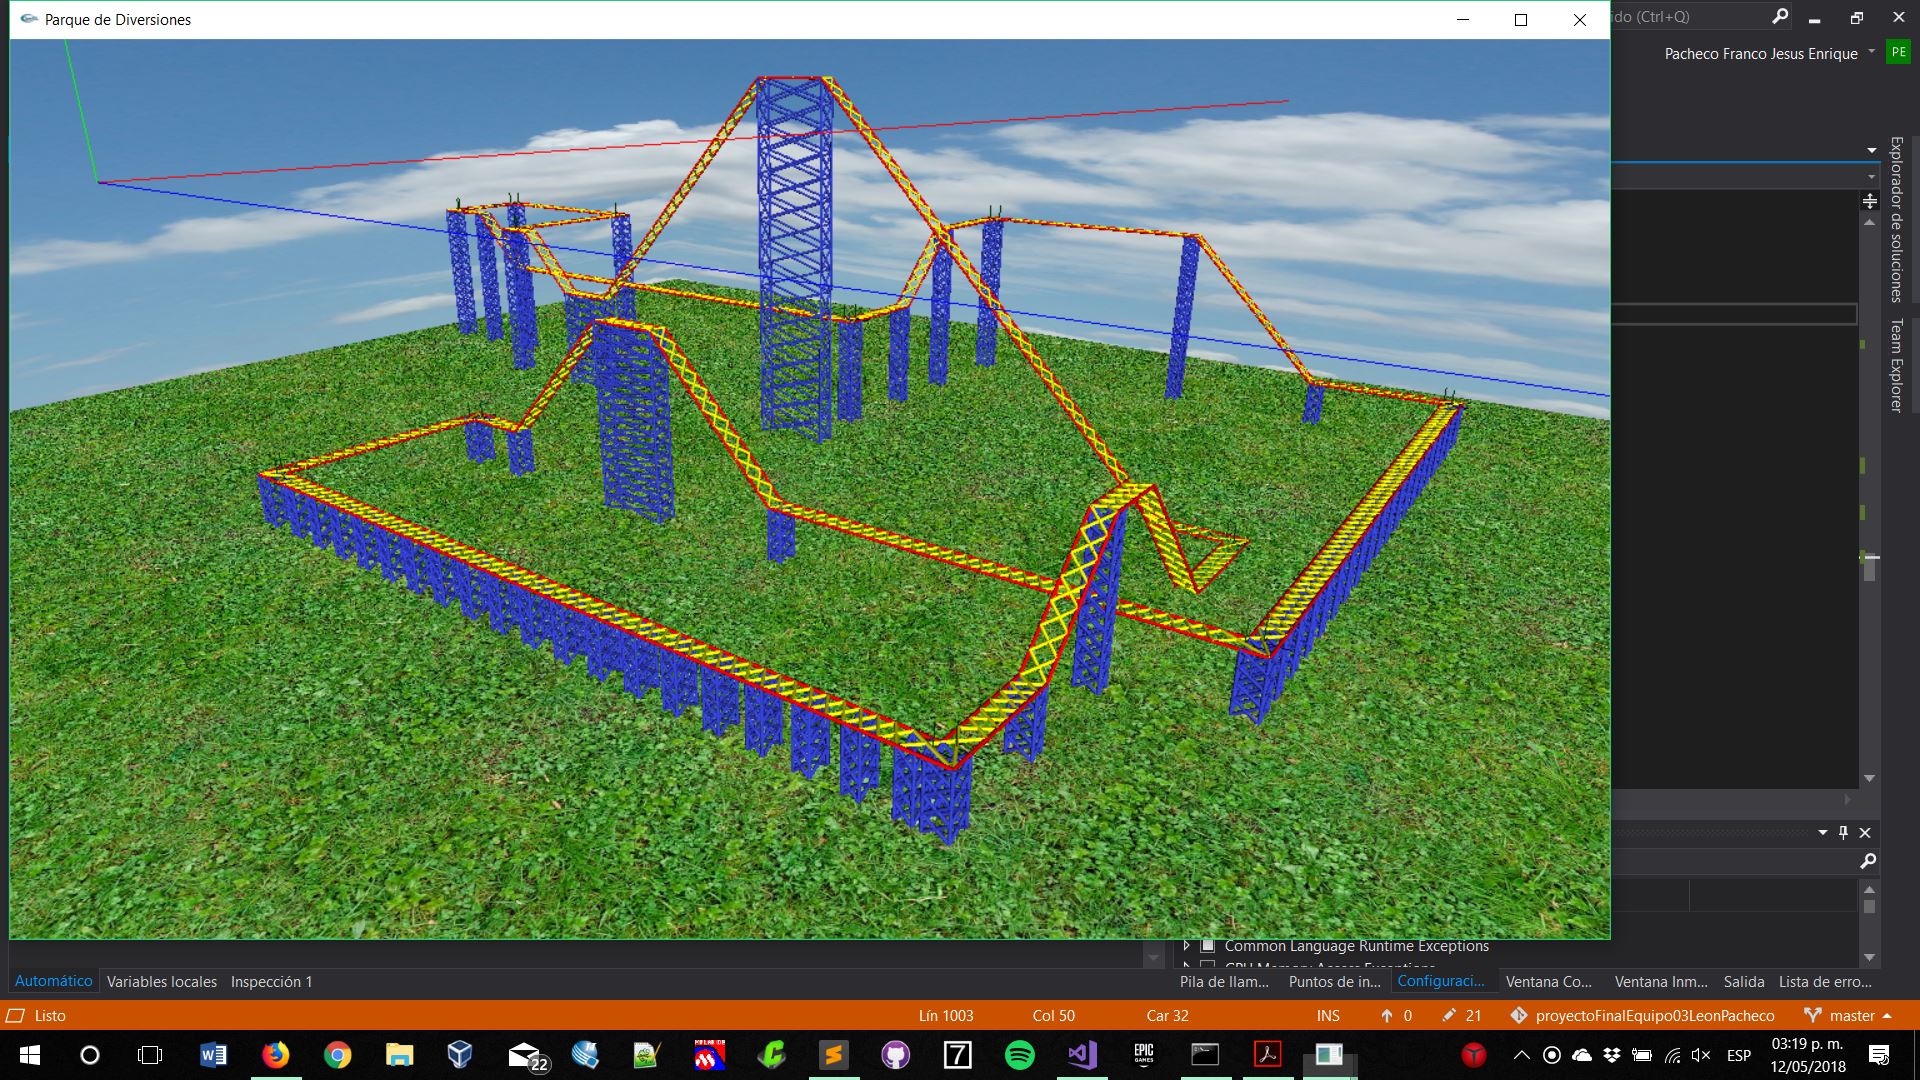 Parque de Diversiones
ido (Ctrl+Q)
Pacheco Franco Jesus Enrique
PE
Explorador de soluciones
Team Explorer
Common Language Runtime Exceptions
Automático
Variables locales
Inspección 1
Pila de llam...
Puntos de in...
Configuraci...
Ventana Co...
Ventana Inm...
Salida
Lista de erro...
Listo
Lín 1003
Col 50
Car 32
INS
0
21
proyectoFinalEquipo03LeonPacheco
master
22
7
EPIC
GAMES
ESP
03:19 p. m.
12/05/2018